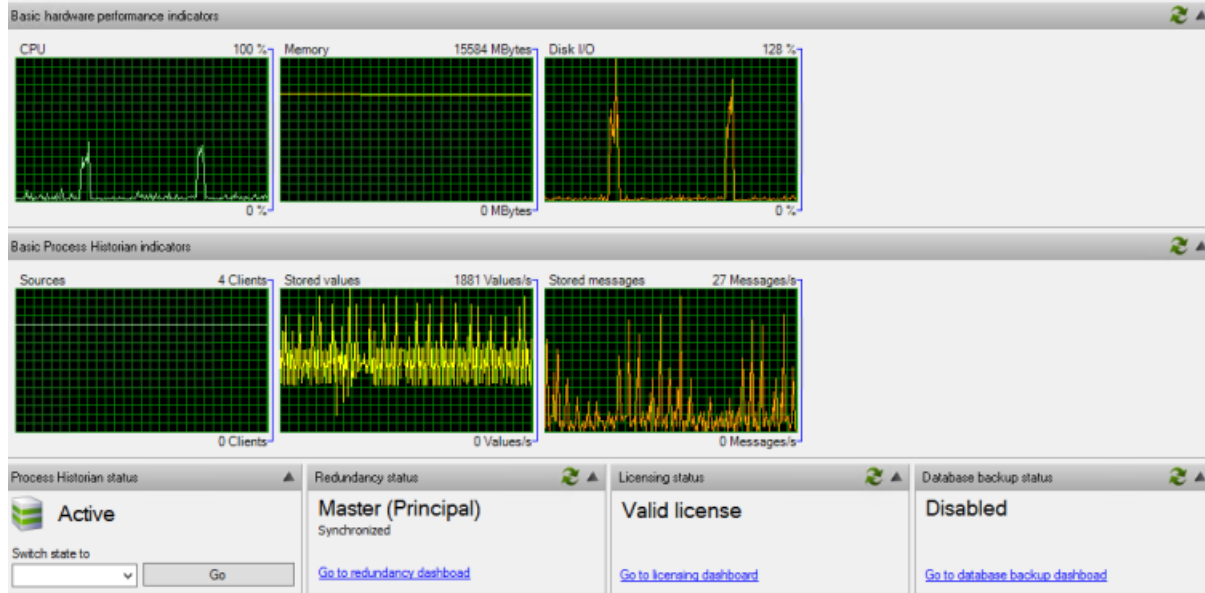 Basic hardware performance indicators
CPU 100 % Memory 15584 MBytes Disk I/O 128 %
0 % 0 MBytes 0 %
Basic Process Historian indicators
Sources 4 Clients Stored values 1881 Values/s Stored messages 27 Messages/s
0 Clients 0 Values/s 0 Messages/s
Process Historian status Redundancy status Licensing status Database backup status
Active Master (Principal) Valid license Disabled
Synchronized
Switch state to
Go Go to redundancy dashboad Go to licensing dashboard Go to database backup dashboad